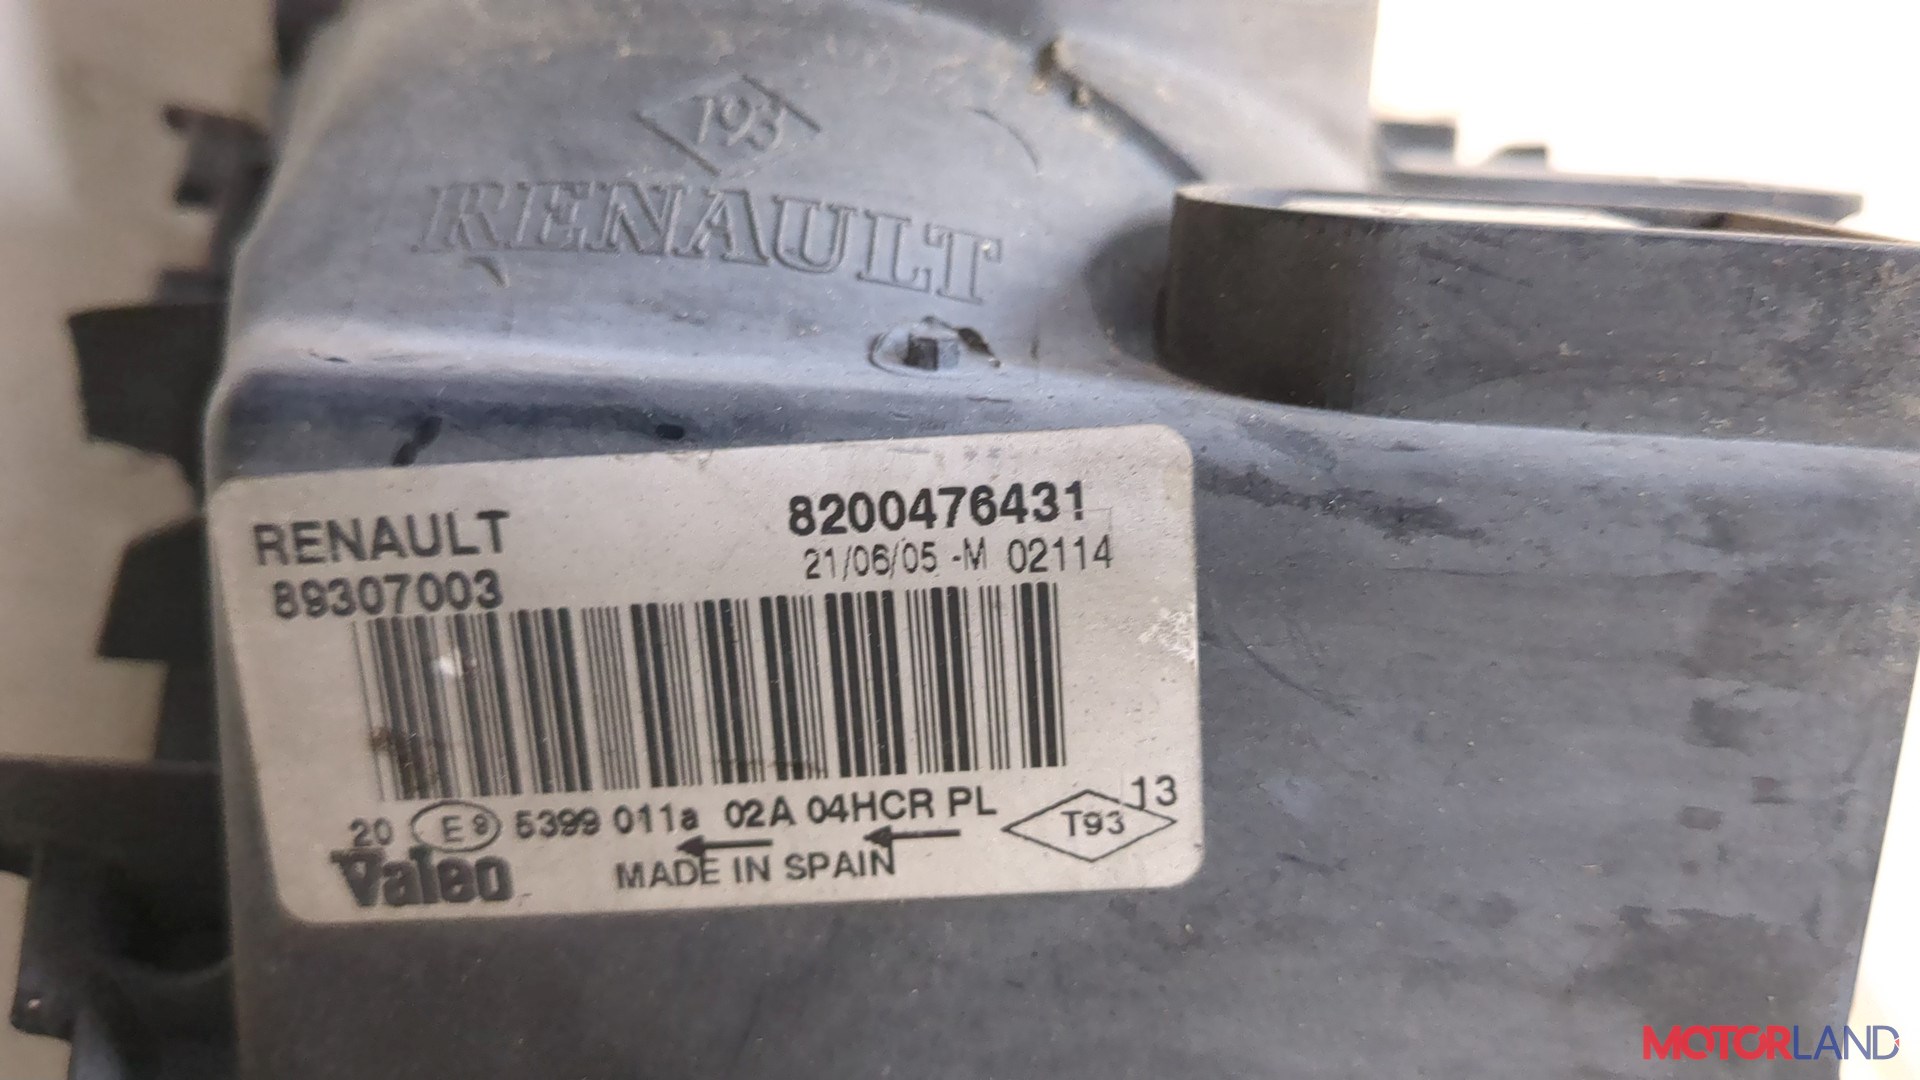 T93
RENAULT
RENAULT
8200476431
89307003
21/06/05 -M 02114
20 E9 5399 011a 02A 04HCR PL
T93
13
Valeo
MADE IN SPAIN
MOTORLAND